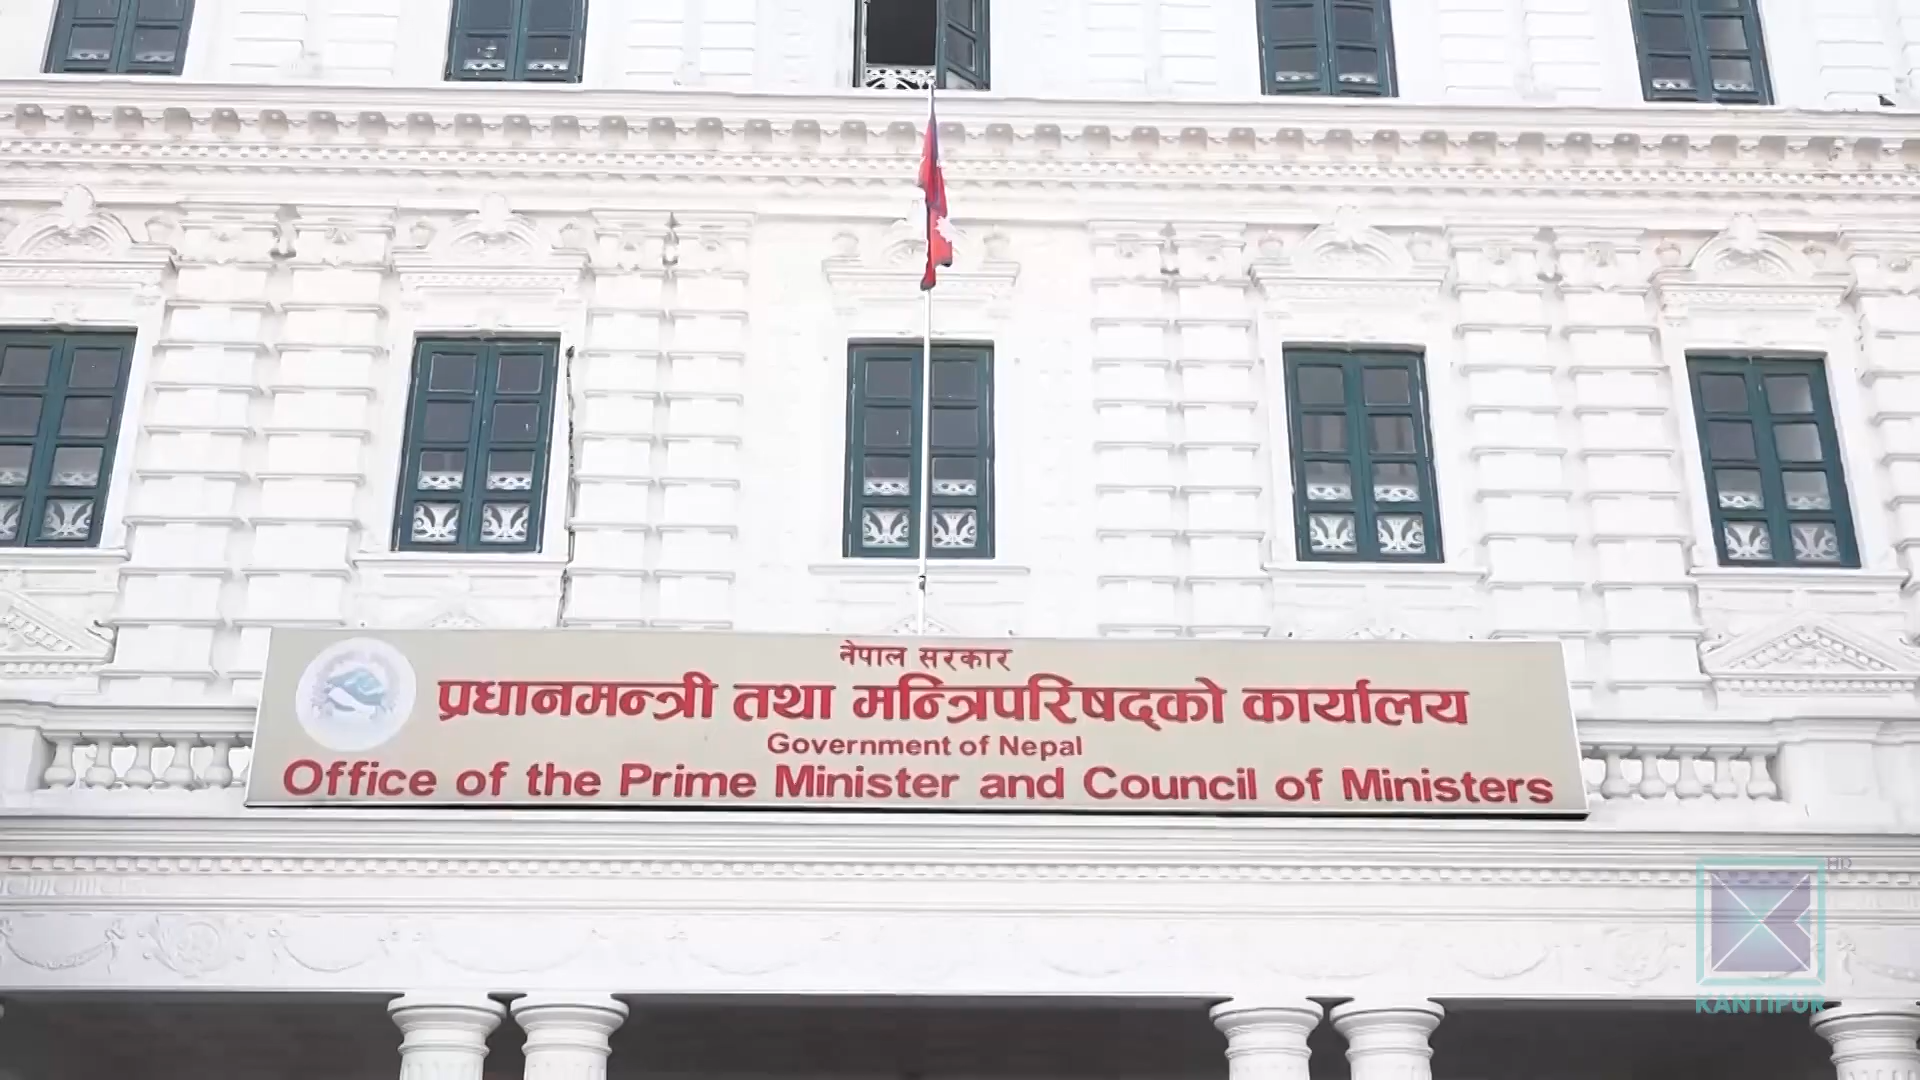 नेपाल सरकार
प्रधानमन्त्री तथा मन्त्रिपरिषद्को कार्यालय
Government of Nepal
Office of the Prime Minister and Council of Ministers
HD
KANTIPUR